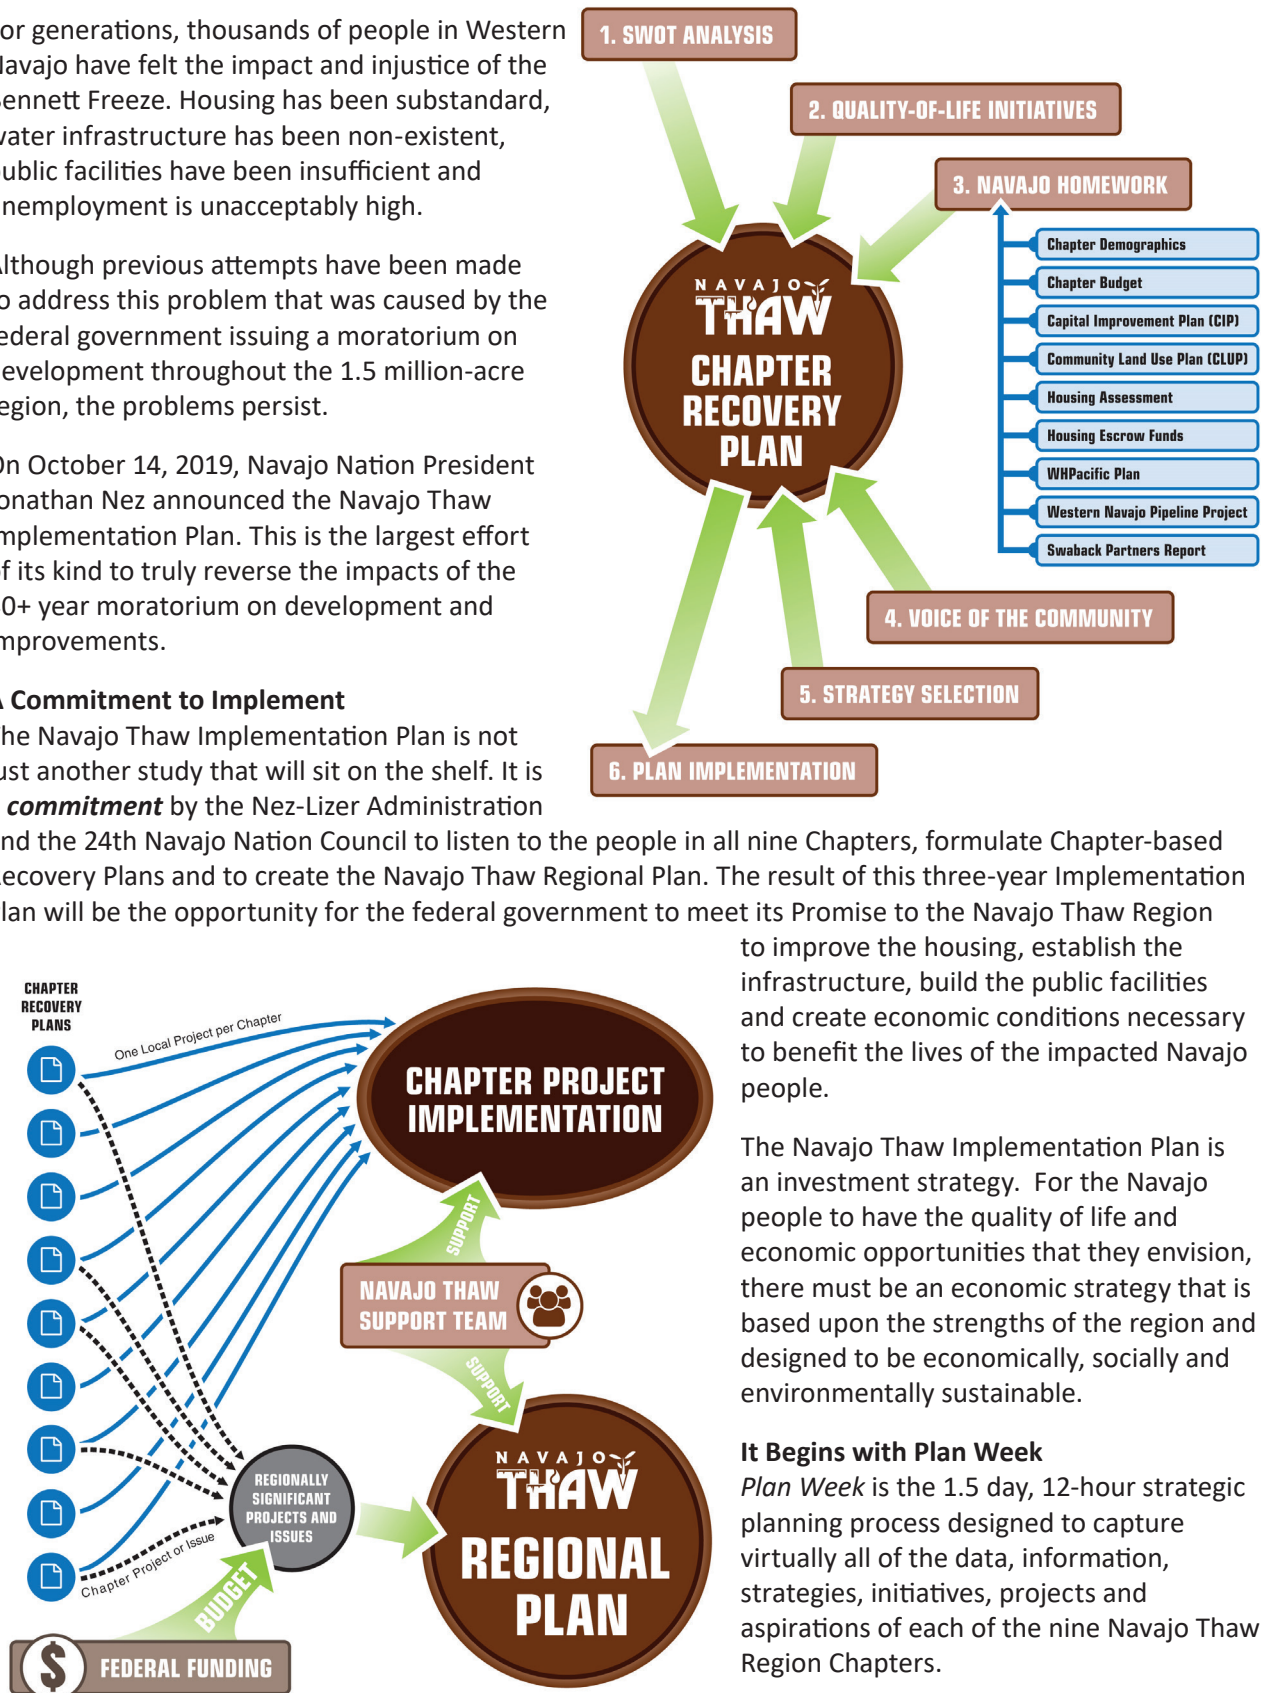 or generations, thousands of people in Western
Navajo have felt the impact and injustice of the
Bennett Freeze. Housing has been substandard,
water infrastructure has been non-existent,
public facilities have been insufficient and
unemployment is unacceptably high.
Although previous attempts have been made
to address this problem that was caused by the
federal government issuing a moratorium on
development throughout the 1.5 million-acre
region, the problems persist.
On October 14, 2019, Navajo Nation President
Jonathan Nez announced the Navajo Thaw
Implementation Plan. This is the largest effort
of its kind to truly reverse the impacts of the
0+ year moratorium on development and
improvements.
1. SWOT ANALYSIS
2. QUALITY-OF-LIFE INITIATIVES
3. NAVAJO HOMEWORK
Chapter Demographics
Chapter Budget
Capital Improvement Plan (CIP)
Community Land Use Plan (CLUP)
Housing Assessment
Housing Escrow Funds
WHPacific Plan
Western Navajo Pipeline Project
Swaback Partners Report
NAVAJO
THAW
CHAPTER
RECOVERY
PLAN
4. VOICE OF THE COMMUNITY
5. STRATEGY SELECTION
6. PLAN IMPLEMENTATION
A Commitment to Implement
The Navajo Thaw Implementation Plan is not
just another study that will sit on the shelf. It is
commitment by the Nez-Lizer Administration
and the 24th Navajo Nation Council to listen to the people in all nine Chapters, formulate Chapter-based
Recovery Plans and to create the Navajo Thaw Regional Plan. The result of this three-year Implementation
Plan will be the opportunity for the federal government to meet its Promise to the Navajo Thaw Region
to improve the housing, establish the
infrastructure, build the public facilities
and create economic conditions necessary
to benefit the lives of the impacted Navajo
people.
The Navajo Thaw Implementation Plan is
an investment strategy. For the Navajo
people to have the quality of life and
economic opportunities that they envision,
there must be an economic strategy that is
based upon the strengths of the region and
designed to be economically, socially and
environmentally sustainable.
It Begins with Plan Week
Plan Week is the 1.5 day, 12-hour strategic
planning process designed to capture
virtually all of the data, information,
strategies, initiatives, projects and
aspirations of each of the nine Navajo Thaw
Region Chapters.
CHAPTER
RECOVERY
PLANS
One Local Project per Chapter
CHAPTER PROJECT
IMPLEMENTATION
SUPPORT
NAVAJO THAW
SUPPORT TEAM
SUPPORT
REGIONALLY
SIGNIFICANT
PROJECTS AND
ISSUES
Chapter Project or Issue
BUDGET
$ FEDERAL FUNDING
NAVAJO
THAW
REGIONAL
PLAN